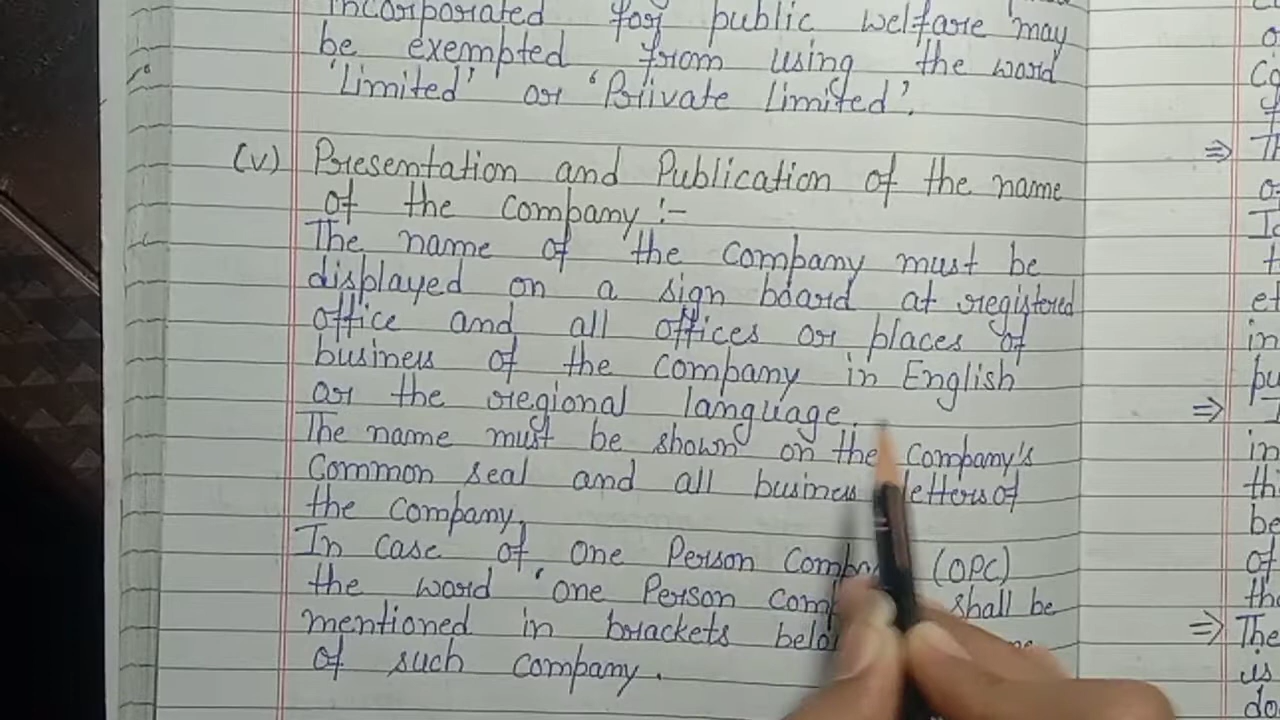 incorporated for public welfare may
be exempted from using the word
'Limited' or 'Private Limited'.
(v) Presentation and Publication of the name
of the company :-
The name of the company must be
displayed on a sign board at registered
office and all offices or places of
business of the company in English
or the regional language.
The name must be shown on the company's
common seal and all business letters of
the company.
In case of one Person (OPC)
the word 'one Person shall be
mentioned in brackets
of such company.
The